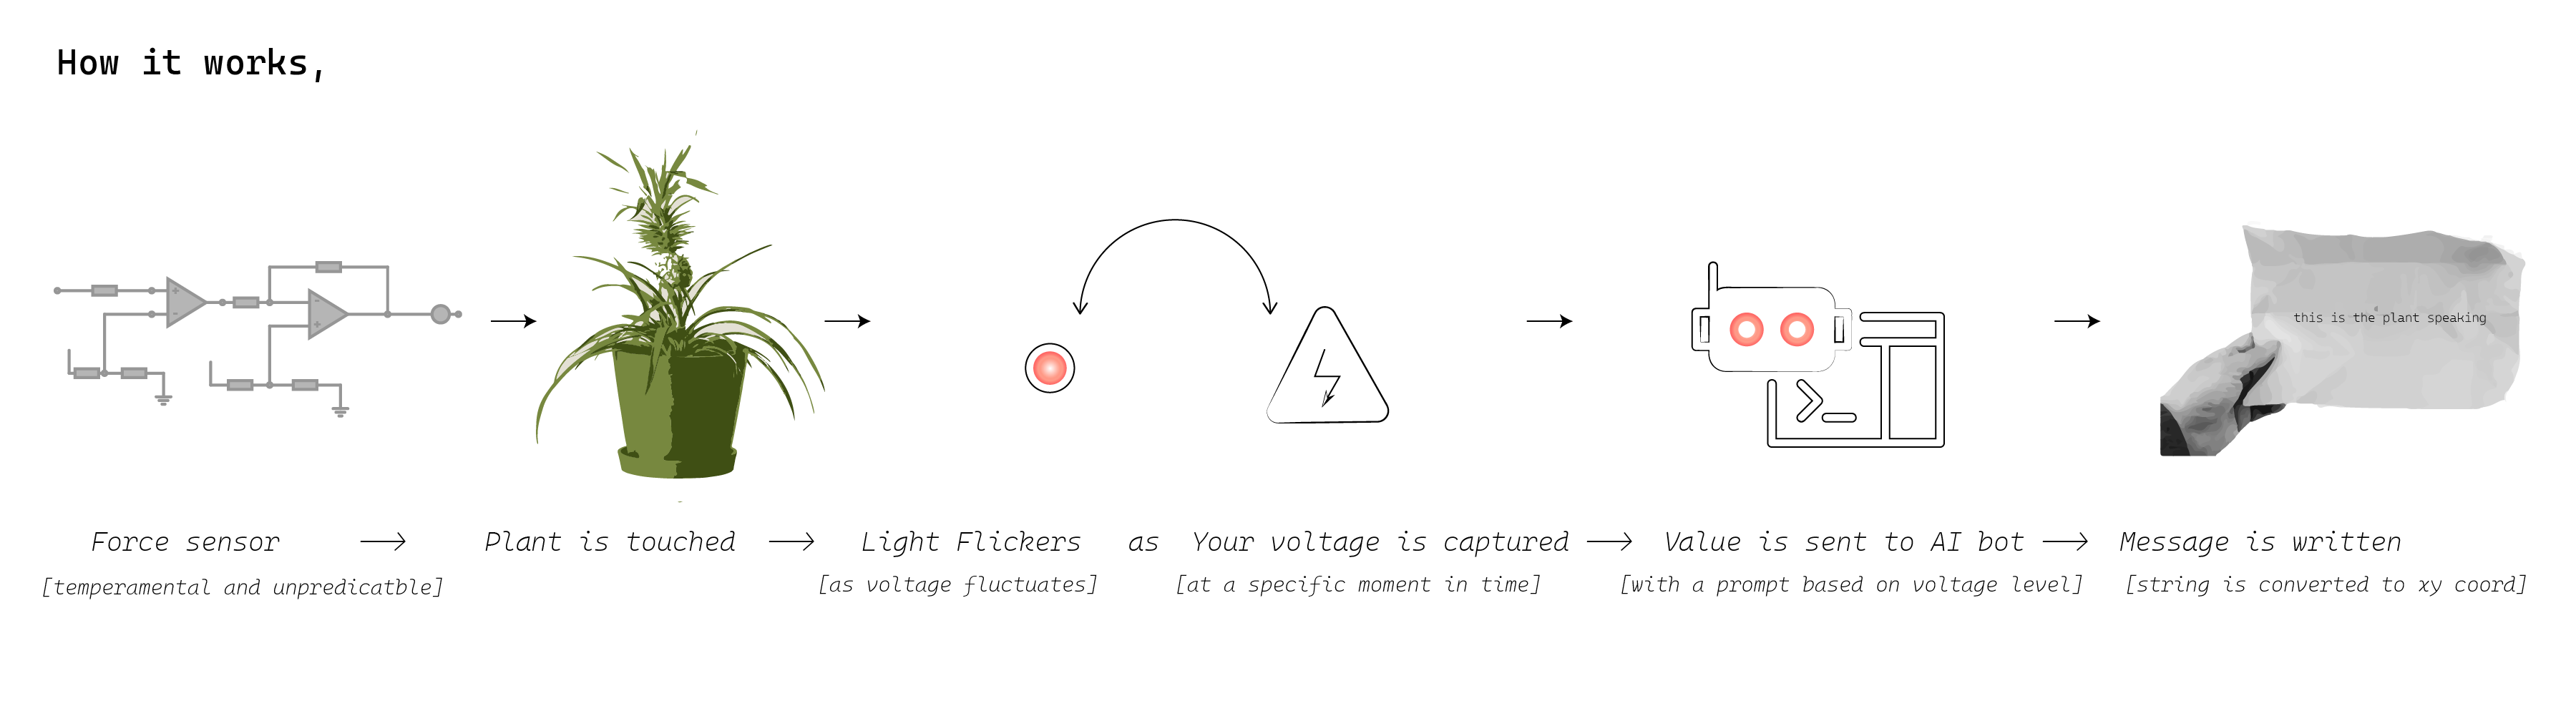 How it works,
this is the plant speaking
Force sensor → Plant is touched → Light Flickers as Your voltage is captured → Value is sent to AI bot → Message is written
[temperamental and unpredicatble] [as voltage fluctuates] [at a specific moment in time] [with a prompt based on voltage level] [string is converted to xy coord]